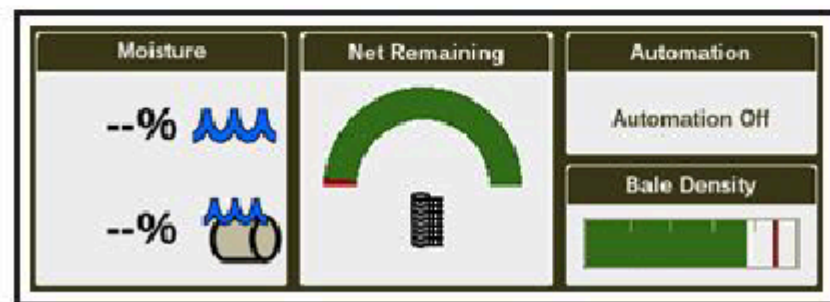 Moisture
--%
--%
Net Remaining
Automation
Automation Off
Bale Density